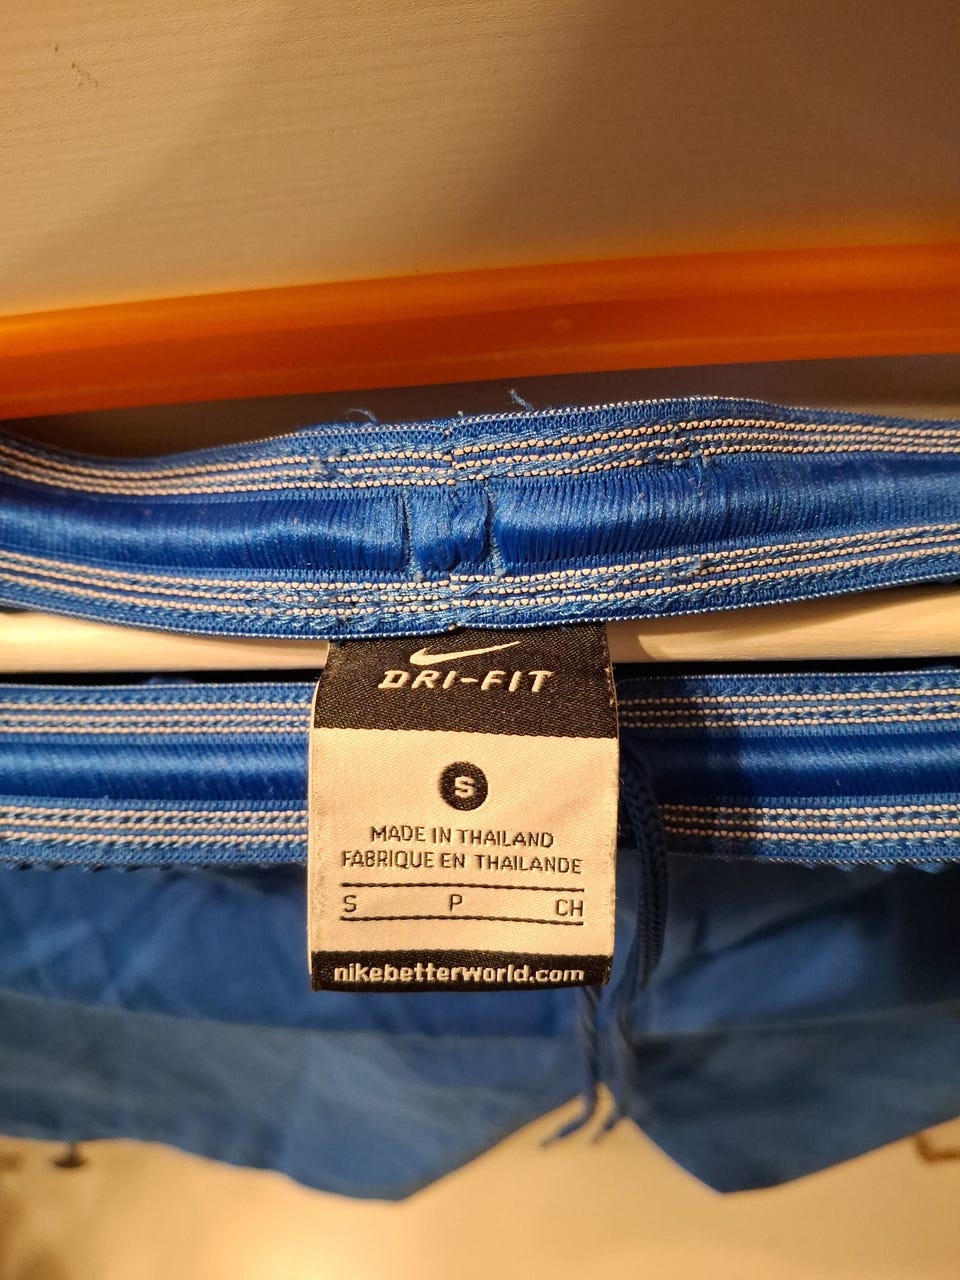 DRI-FIT
S
MADE IN THAILAND
FABRIQUE EN THAILANDE
S P CH
nikebetterworld.com